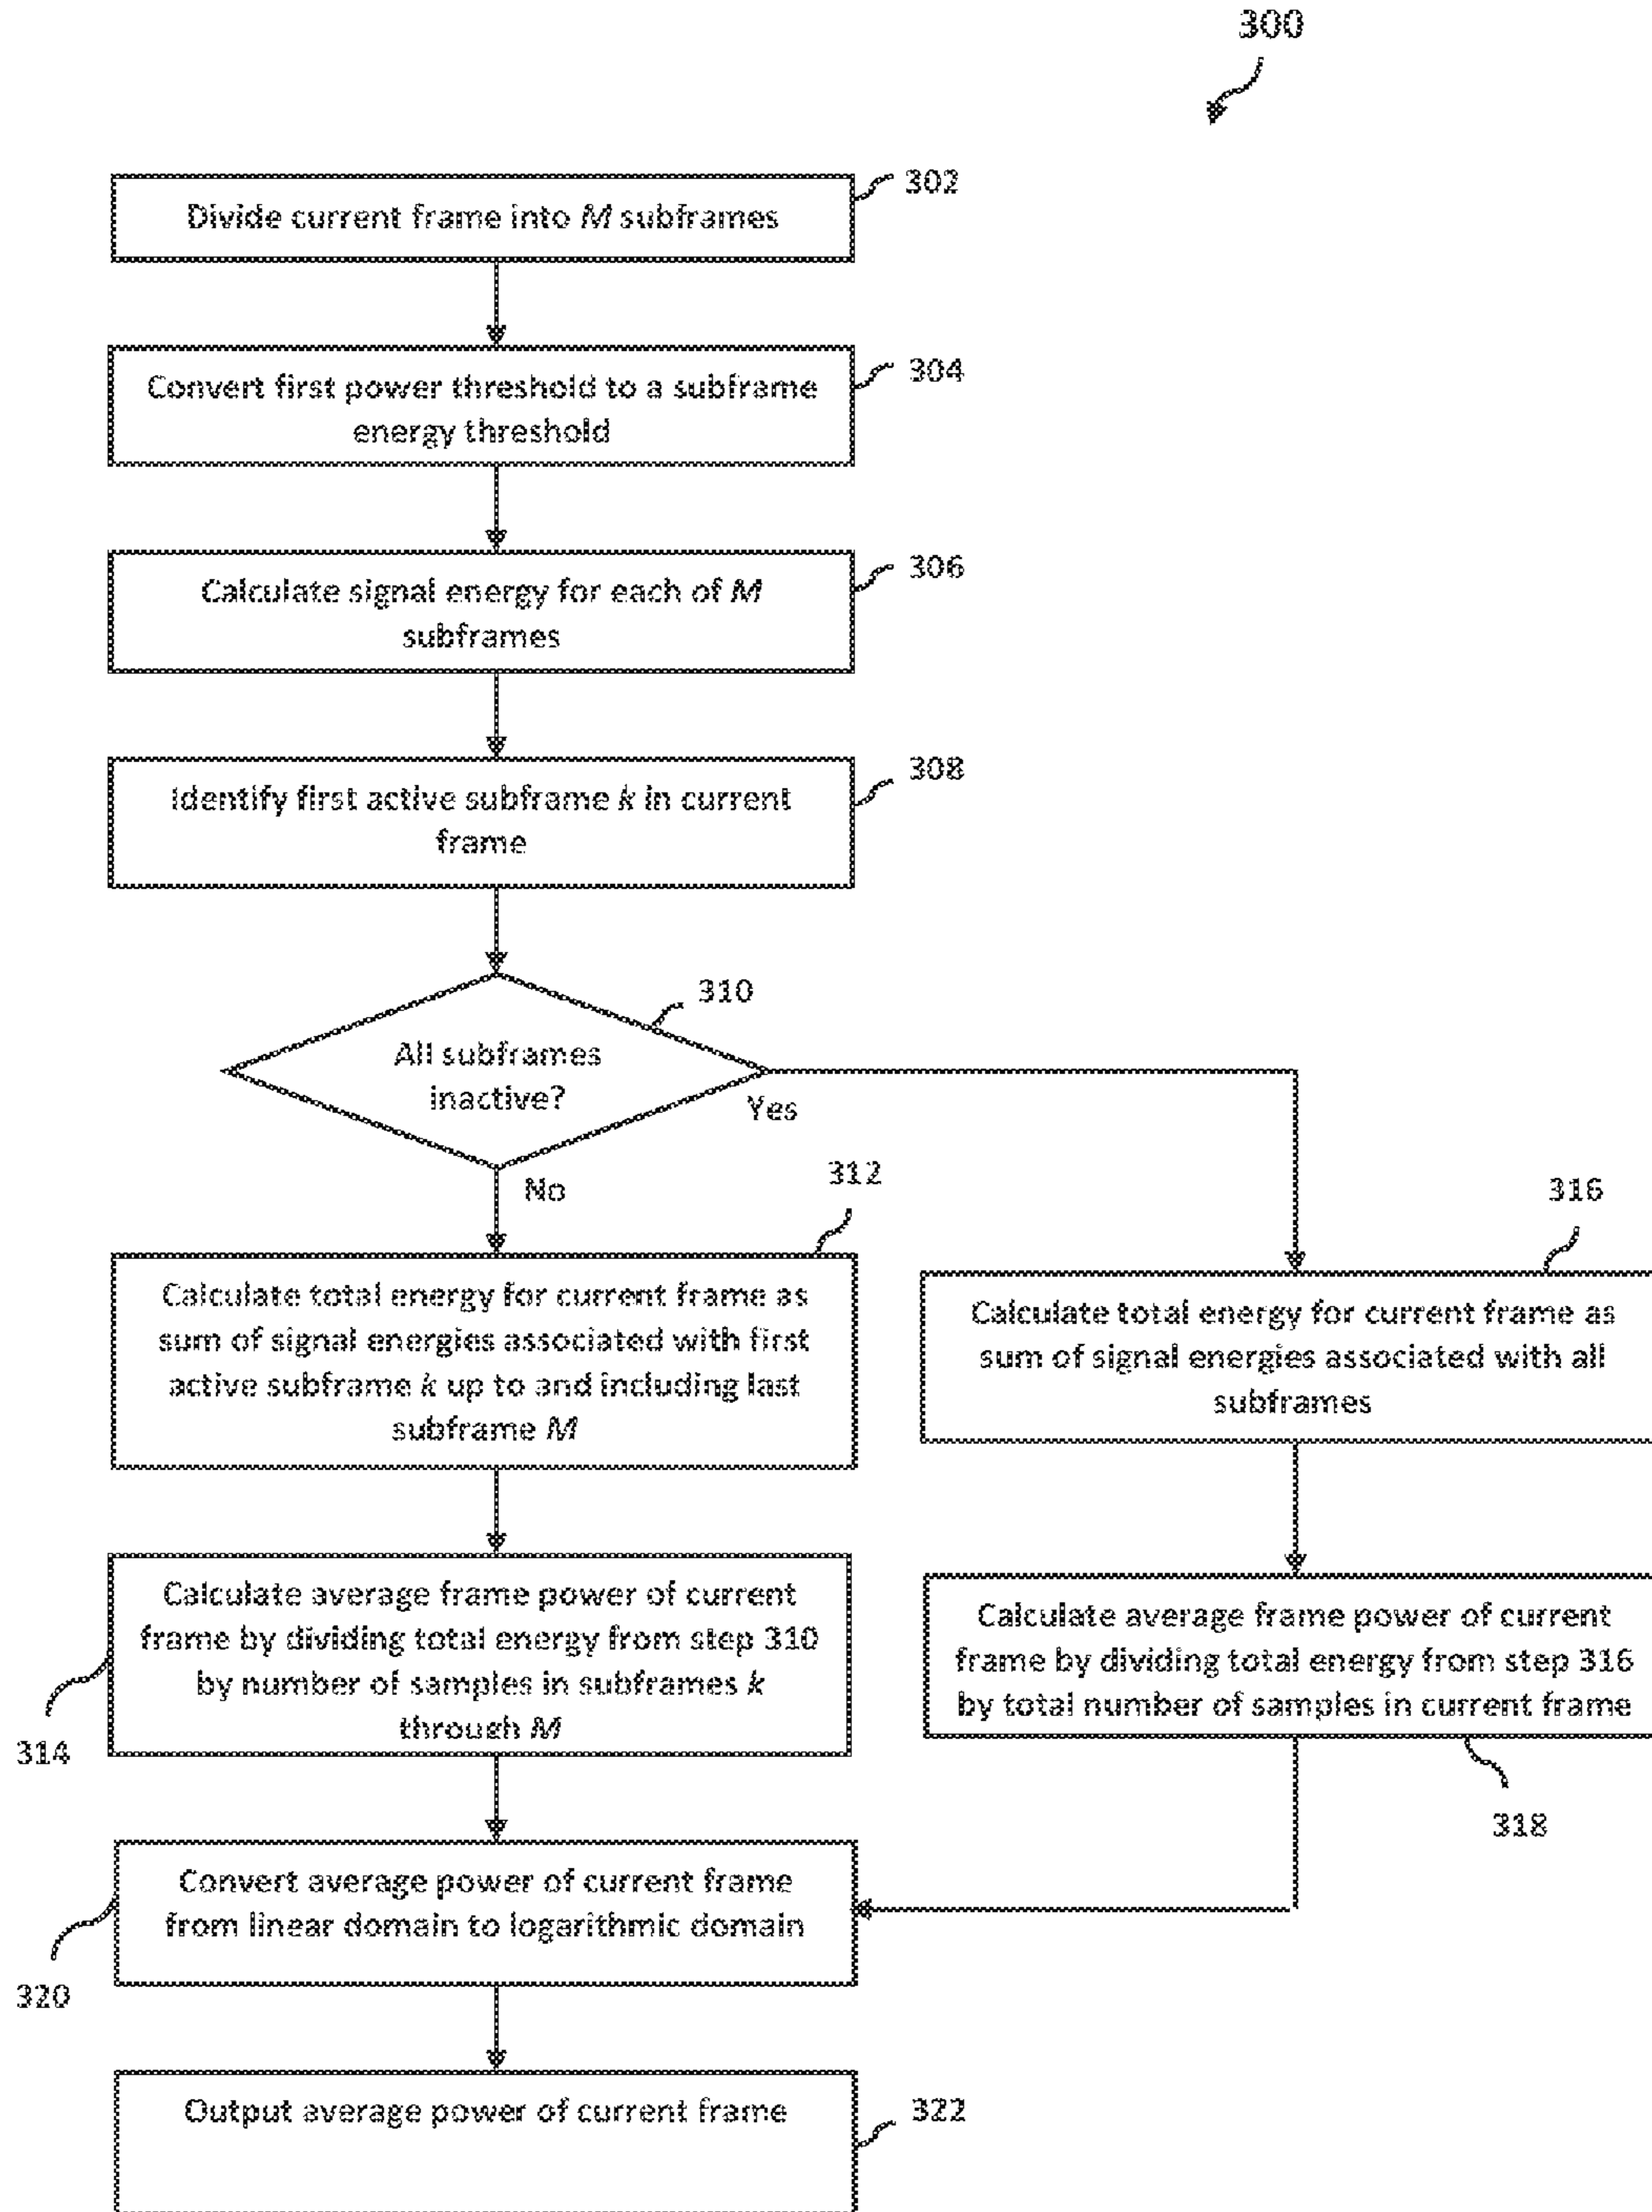 300
302
Divide current frame into M subframes
304
Convert first power threshold to a subframe
energy threshold
306
Calculate signal energy for each of M
subframes
308
Identify first active subframe k in current
frame
310
All subframes
inactive?
Yes
No
312
Calculate total energy for current frame as
sum of signal energies associated with first
active subframe k up to and including last
subframe M
316
Calculate total energy for current frame as
sum of signal energies associated with all
subframes
Calculate average frame power of current
frame by dividing total energy from step 310
by number of samples in subframes k
through M
314
Calculate average frame power of current
frame by dividing total energy from step 316
by total number of samples in current frame
318
Convert average power of current frame
from linear domain to logarithmic domain
320
Output average power of current frame
322